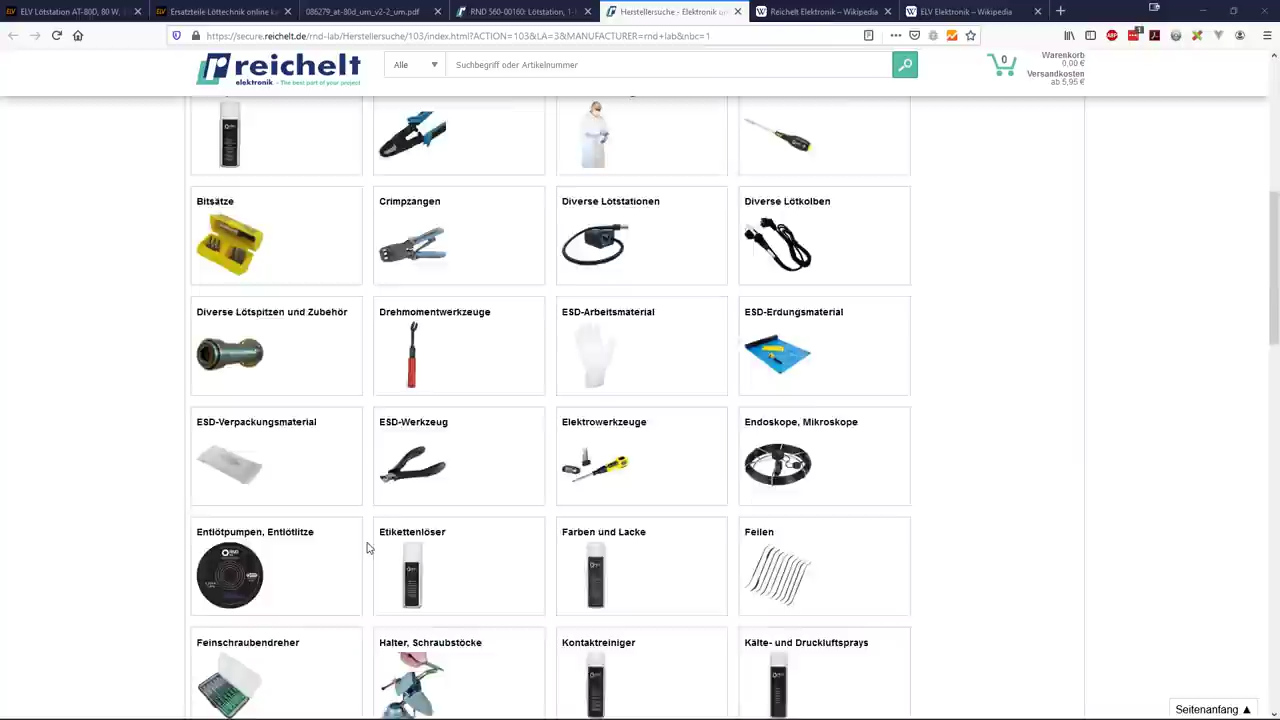 ELV Lötstation AT-80D, 80 W,
Ersatzteile Löttechnik online ka
086279_at-80d_um_v2-2_um.pdf
RND 560-00160: Lötstation, 1-
Herstellersuche - Elektronik un
Reichelt Elektronik – Wikipedia
ELV Elektronik – Wikipedia
https://secure.reichelt.de/rnd-lab/Herstellersuche/103/index.html?ACTION=103&LA=3&MANUFACTURER=rnd+lab&nbc=1
reichelt
elektronik – The best part of your project
Alle
Suchbegriff oder Artikelnummer
0
Warenkorb
0,00 €
Versandkosten
ab 5,95 €
Bitsätze
Crimpzangen
Diverse Lötstationen
Diverse Lötkolben
Diverse Lötspitzen und Zubehör
Drehmomentwerkzeuge
ESD-Arbeitsmaterial
ESD-Erdungsmaterial
ESD-Verpackungsmaterial
ESD-Werkzeug
Elektrowerkzeuge
Endoskope, Mikroskope
Entlötpumpen, Entlötlitze
Etikettenlöser
Farben und Lacke
Feilen
Feinschraubendreher
Halter, Schraubstöcke
Kontaktreiniger
Kälte- und Druckluftsprays
Seitenanfang ▲